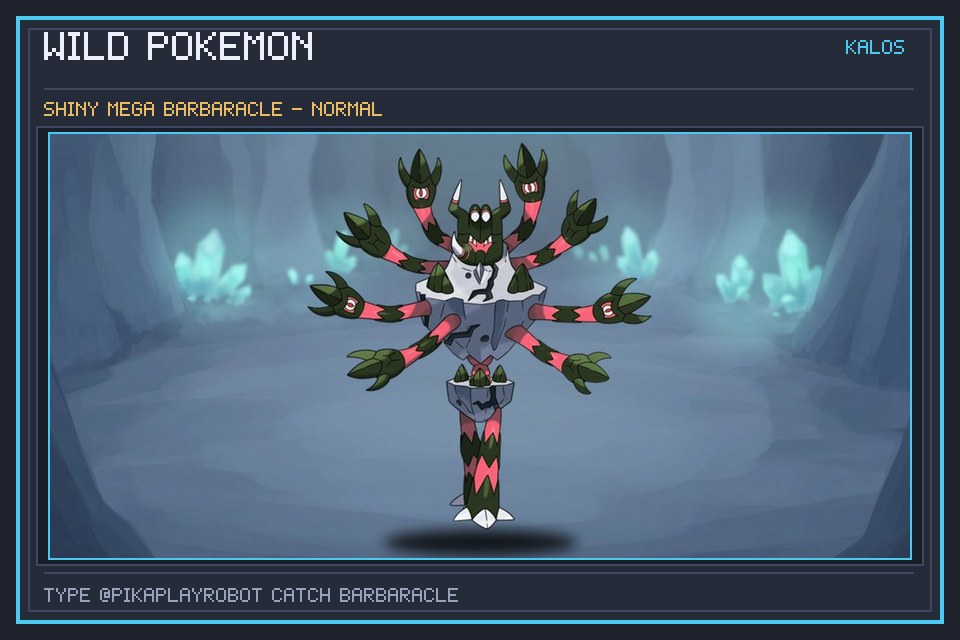 WILD POKEMON
KALOS
SHINY MEGA BARBARACLE - NORMAL
TYPE @PIKAPLAYROBOT CATCH BARBARACLE